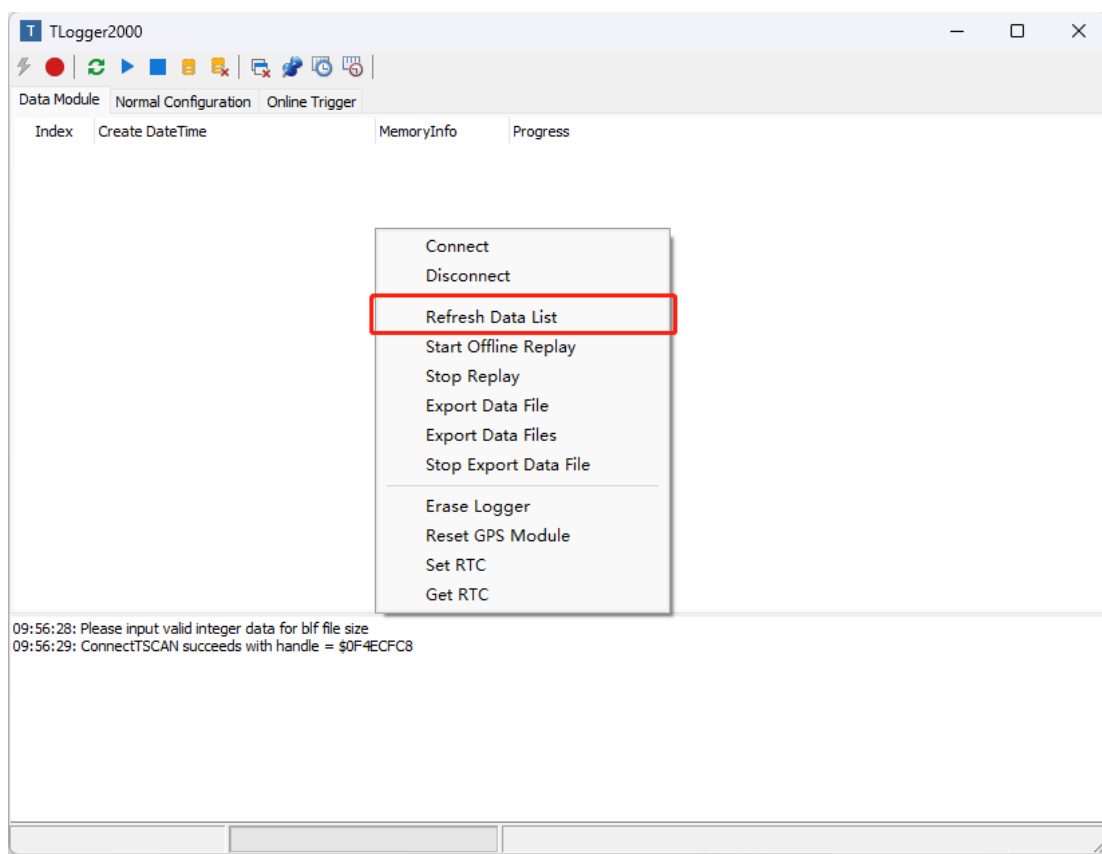 T TLogger2000
Data Module Normal Configuration Online Trigger
Index Create DateTime MemoryInfo Progress
Connect
Disconnect
Refresh Data List
Start Offline Replay
Stop Replay
Export Data File
Export Data Files
Stop Export Data File
Erase Logger
Reset GPS Module
Set RTC
Get RTC
09:56:28: Please input valid integer data for blf file size
09:56:29: ConnectTSCAN succeeds with handle = $0F4ECFC8